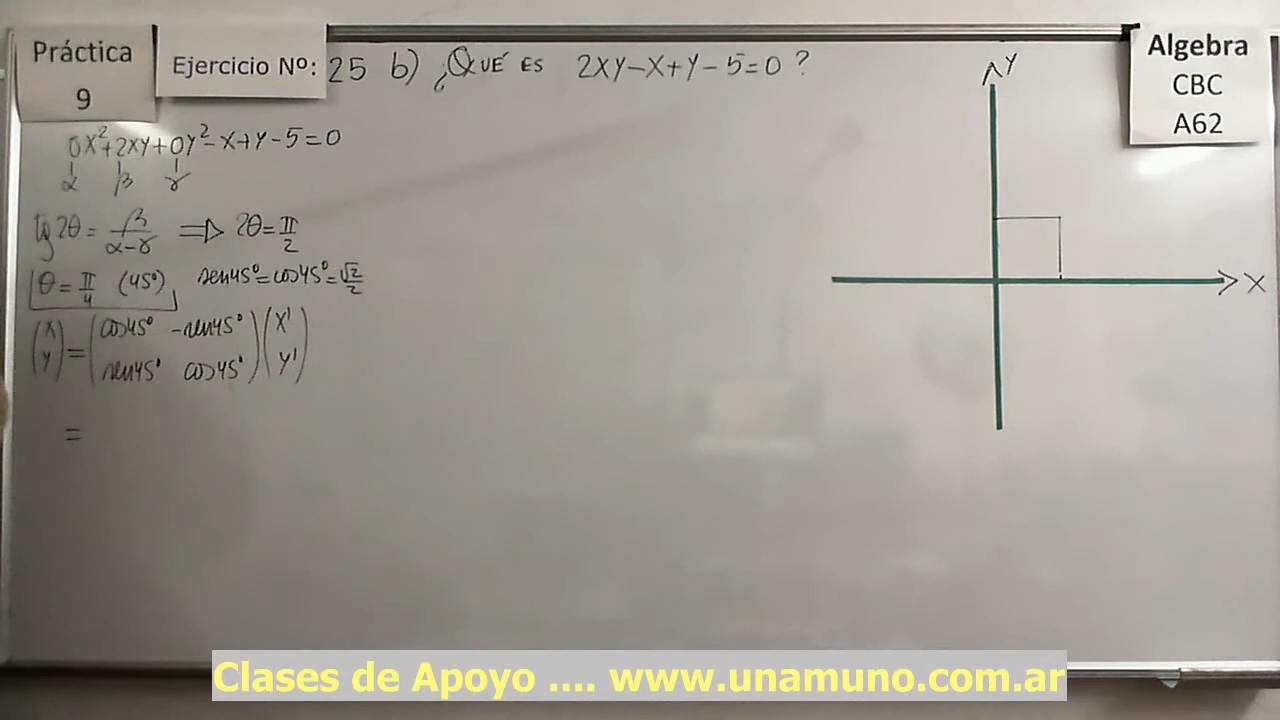 Práctica
9
Ejercicio Nº: 25 b) ¿QUÉ ES 2XY-X+Y-5=0?
Algebra
CBC
A62
0X²+2XY+0Y²-X+Y-5=0
α β γ
tg 2θ = β/(α-γ) ⟹ 2θ = π/2
θ = π/4 (45°) sen45° = cos45° = √2/2
(X Y) = (cos45° -sen45° sen45° cos45°) (X' Y')
=
Y
X
Clases de Apoyo .... www.unamuno.com.ar